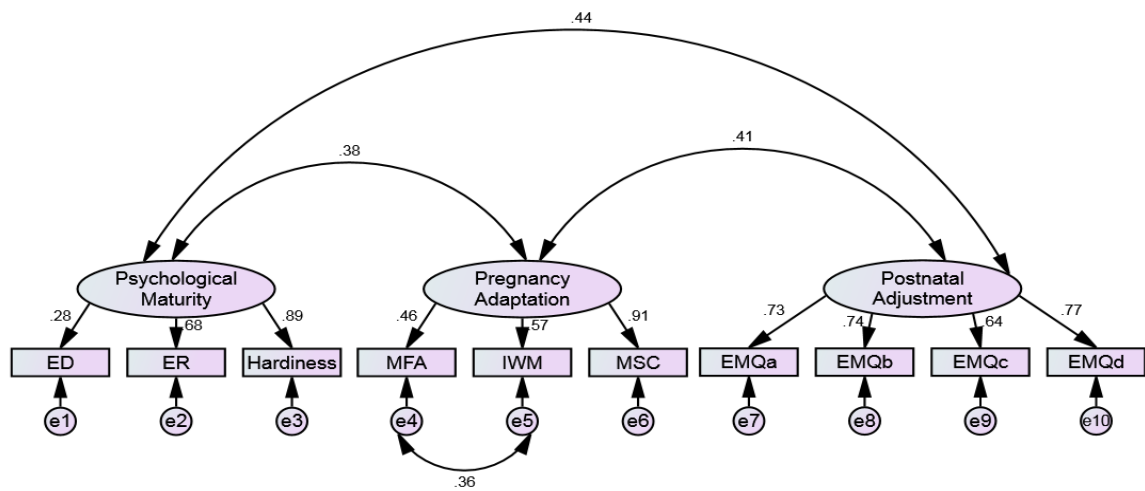 .44
.38
.41
Psychological
Maturity
Pregnancy
Adaptation
Postnatal
Adjustment
.28
.68
.89
.46
.57
.91
.73
.74
.64
.77
ED
ER
Hardiness
MFA
IWM
MSC
EMQa
EMQb
EMQc
EMQd
e1
e2
e3
e4
e5
e6
e7
e8
e9
e10
.36